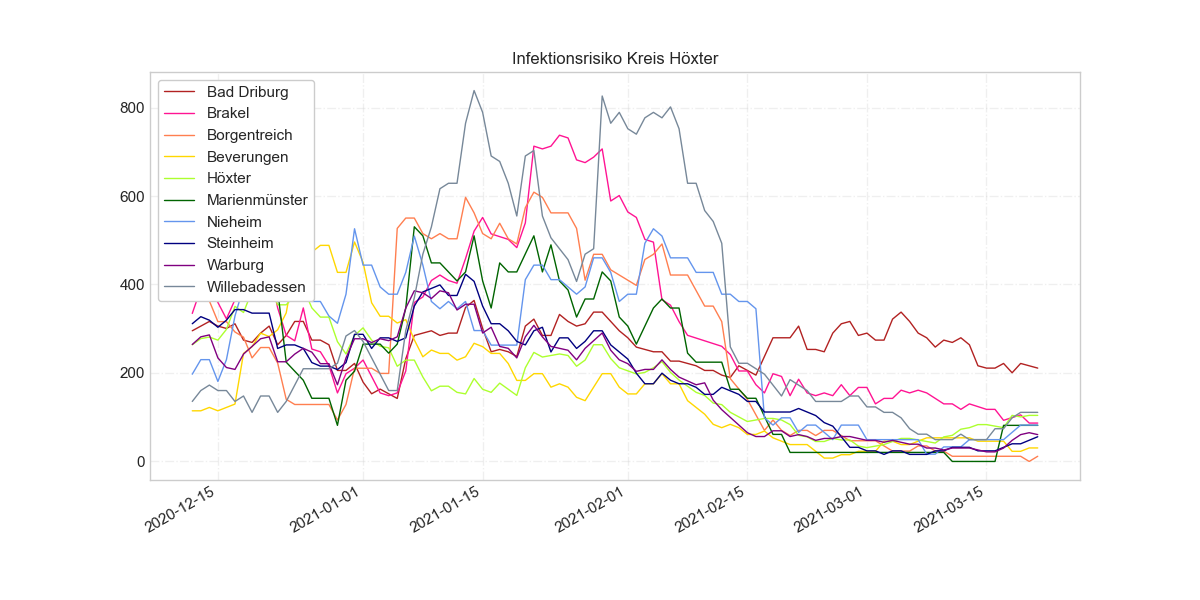 Infektionsrisiko Kreis Höxter
Bad Driburg
Brakel
Borgentreich
Beverungen
Höxter
Marienmünster
Nieheim
Steinheim
Warburg
Willebadessen
800
600
400
200
0
2020-12-15
2021-01-01
2021-01-15
2021-02-01
2021-02-15
2021-03-01
2021-03-15